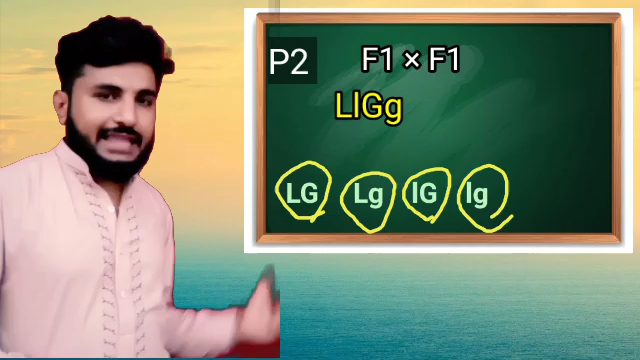 P2
F1 × F1
LlGg
LG Lg lG lg